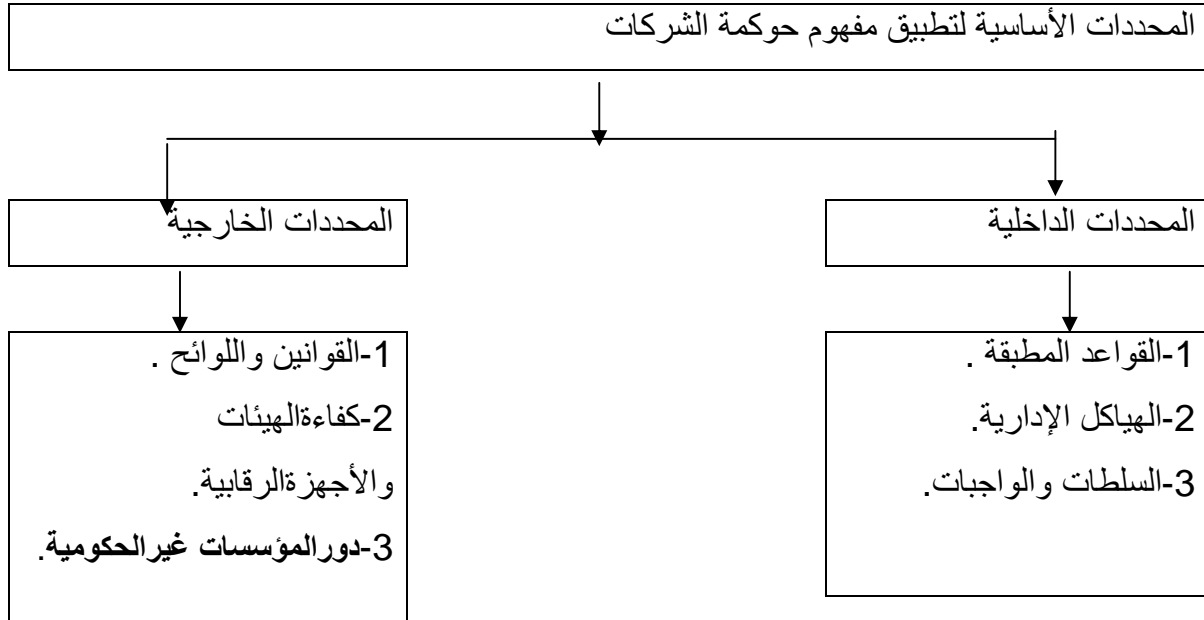 المحددات الأساسية لتطبيق مفهوم حوكمة الشركات
المحددات الداخلية
المحددات الخارجية
1-القواعد المطبقة .
2-الهياكل الإدارية.
3-السلطات والواجبات.
1-القوانين واللوائح .
2-كفاءةالهيئات
والأجهزةالرقابية.
3-دورالمؤسسات غيرالحكومية.